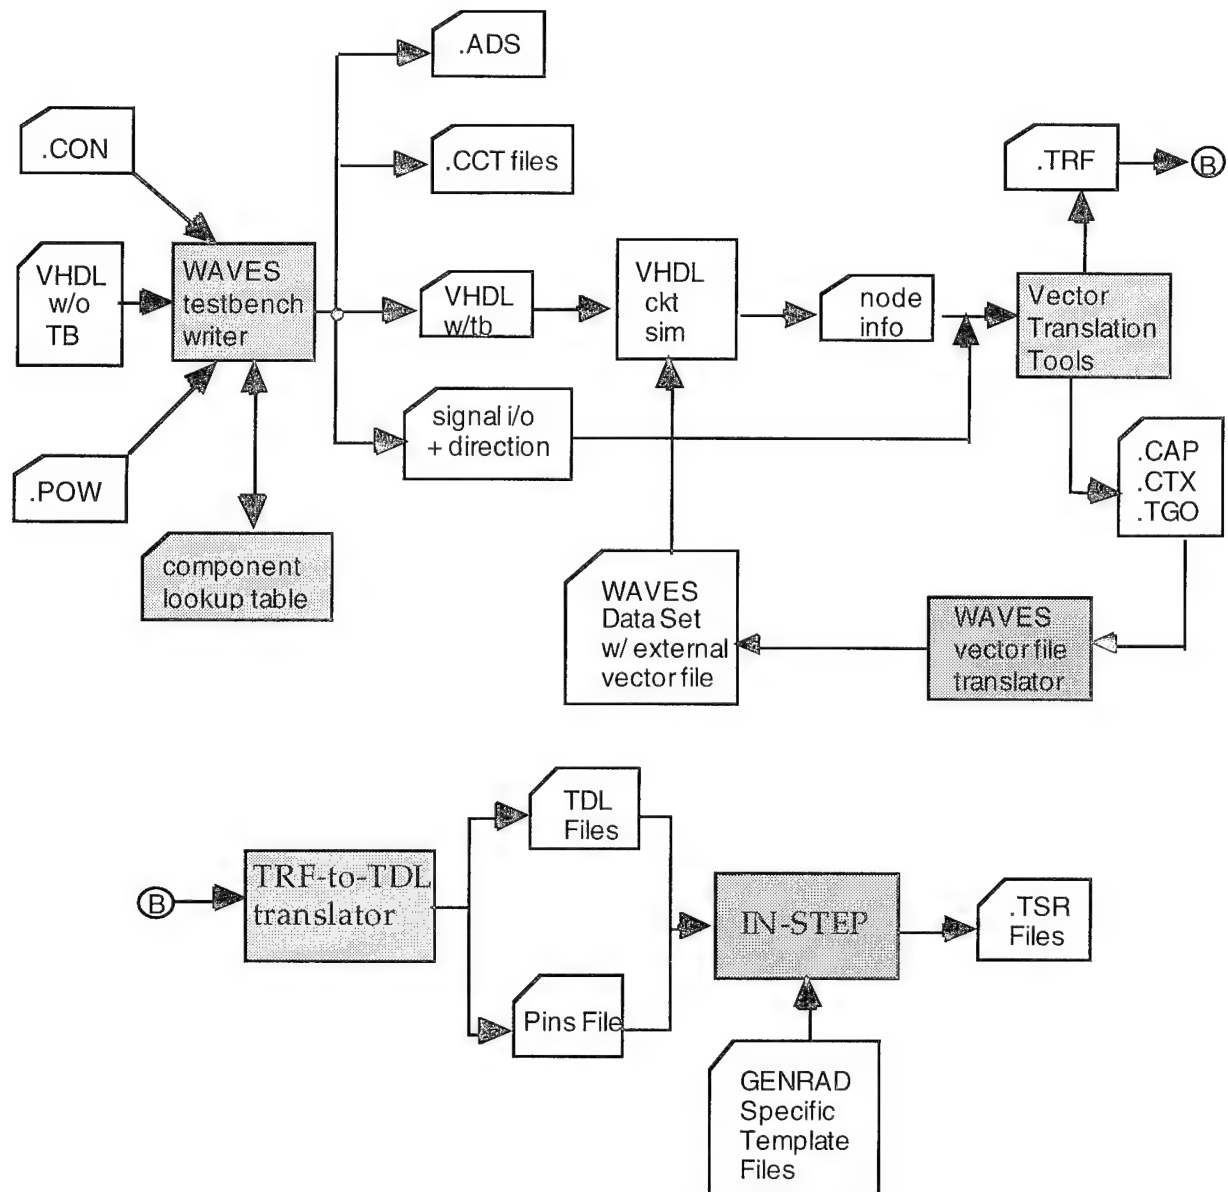 .ADS
.CON
.CCT files
.TRF
B
VHDL
w/o
TB
WAVES
testbench
writer
VHDL
w/tb
VHDL
ckt
sim
node
info
Vector
Translation
Tools
signal i/o
+ direction
.POW
.CAP
.CTX
.TGO
component
lookup table
WAVES
Data Set
w/ external
vector file
WAVES
vector file
translator
TDL
Files
B
TRF-to-TDL
translator
IN-STEP
.TSR
Files
Pins File
GENRAD
Specific
Template
Files